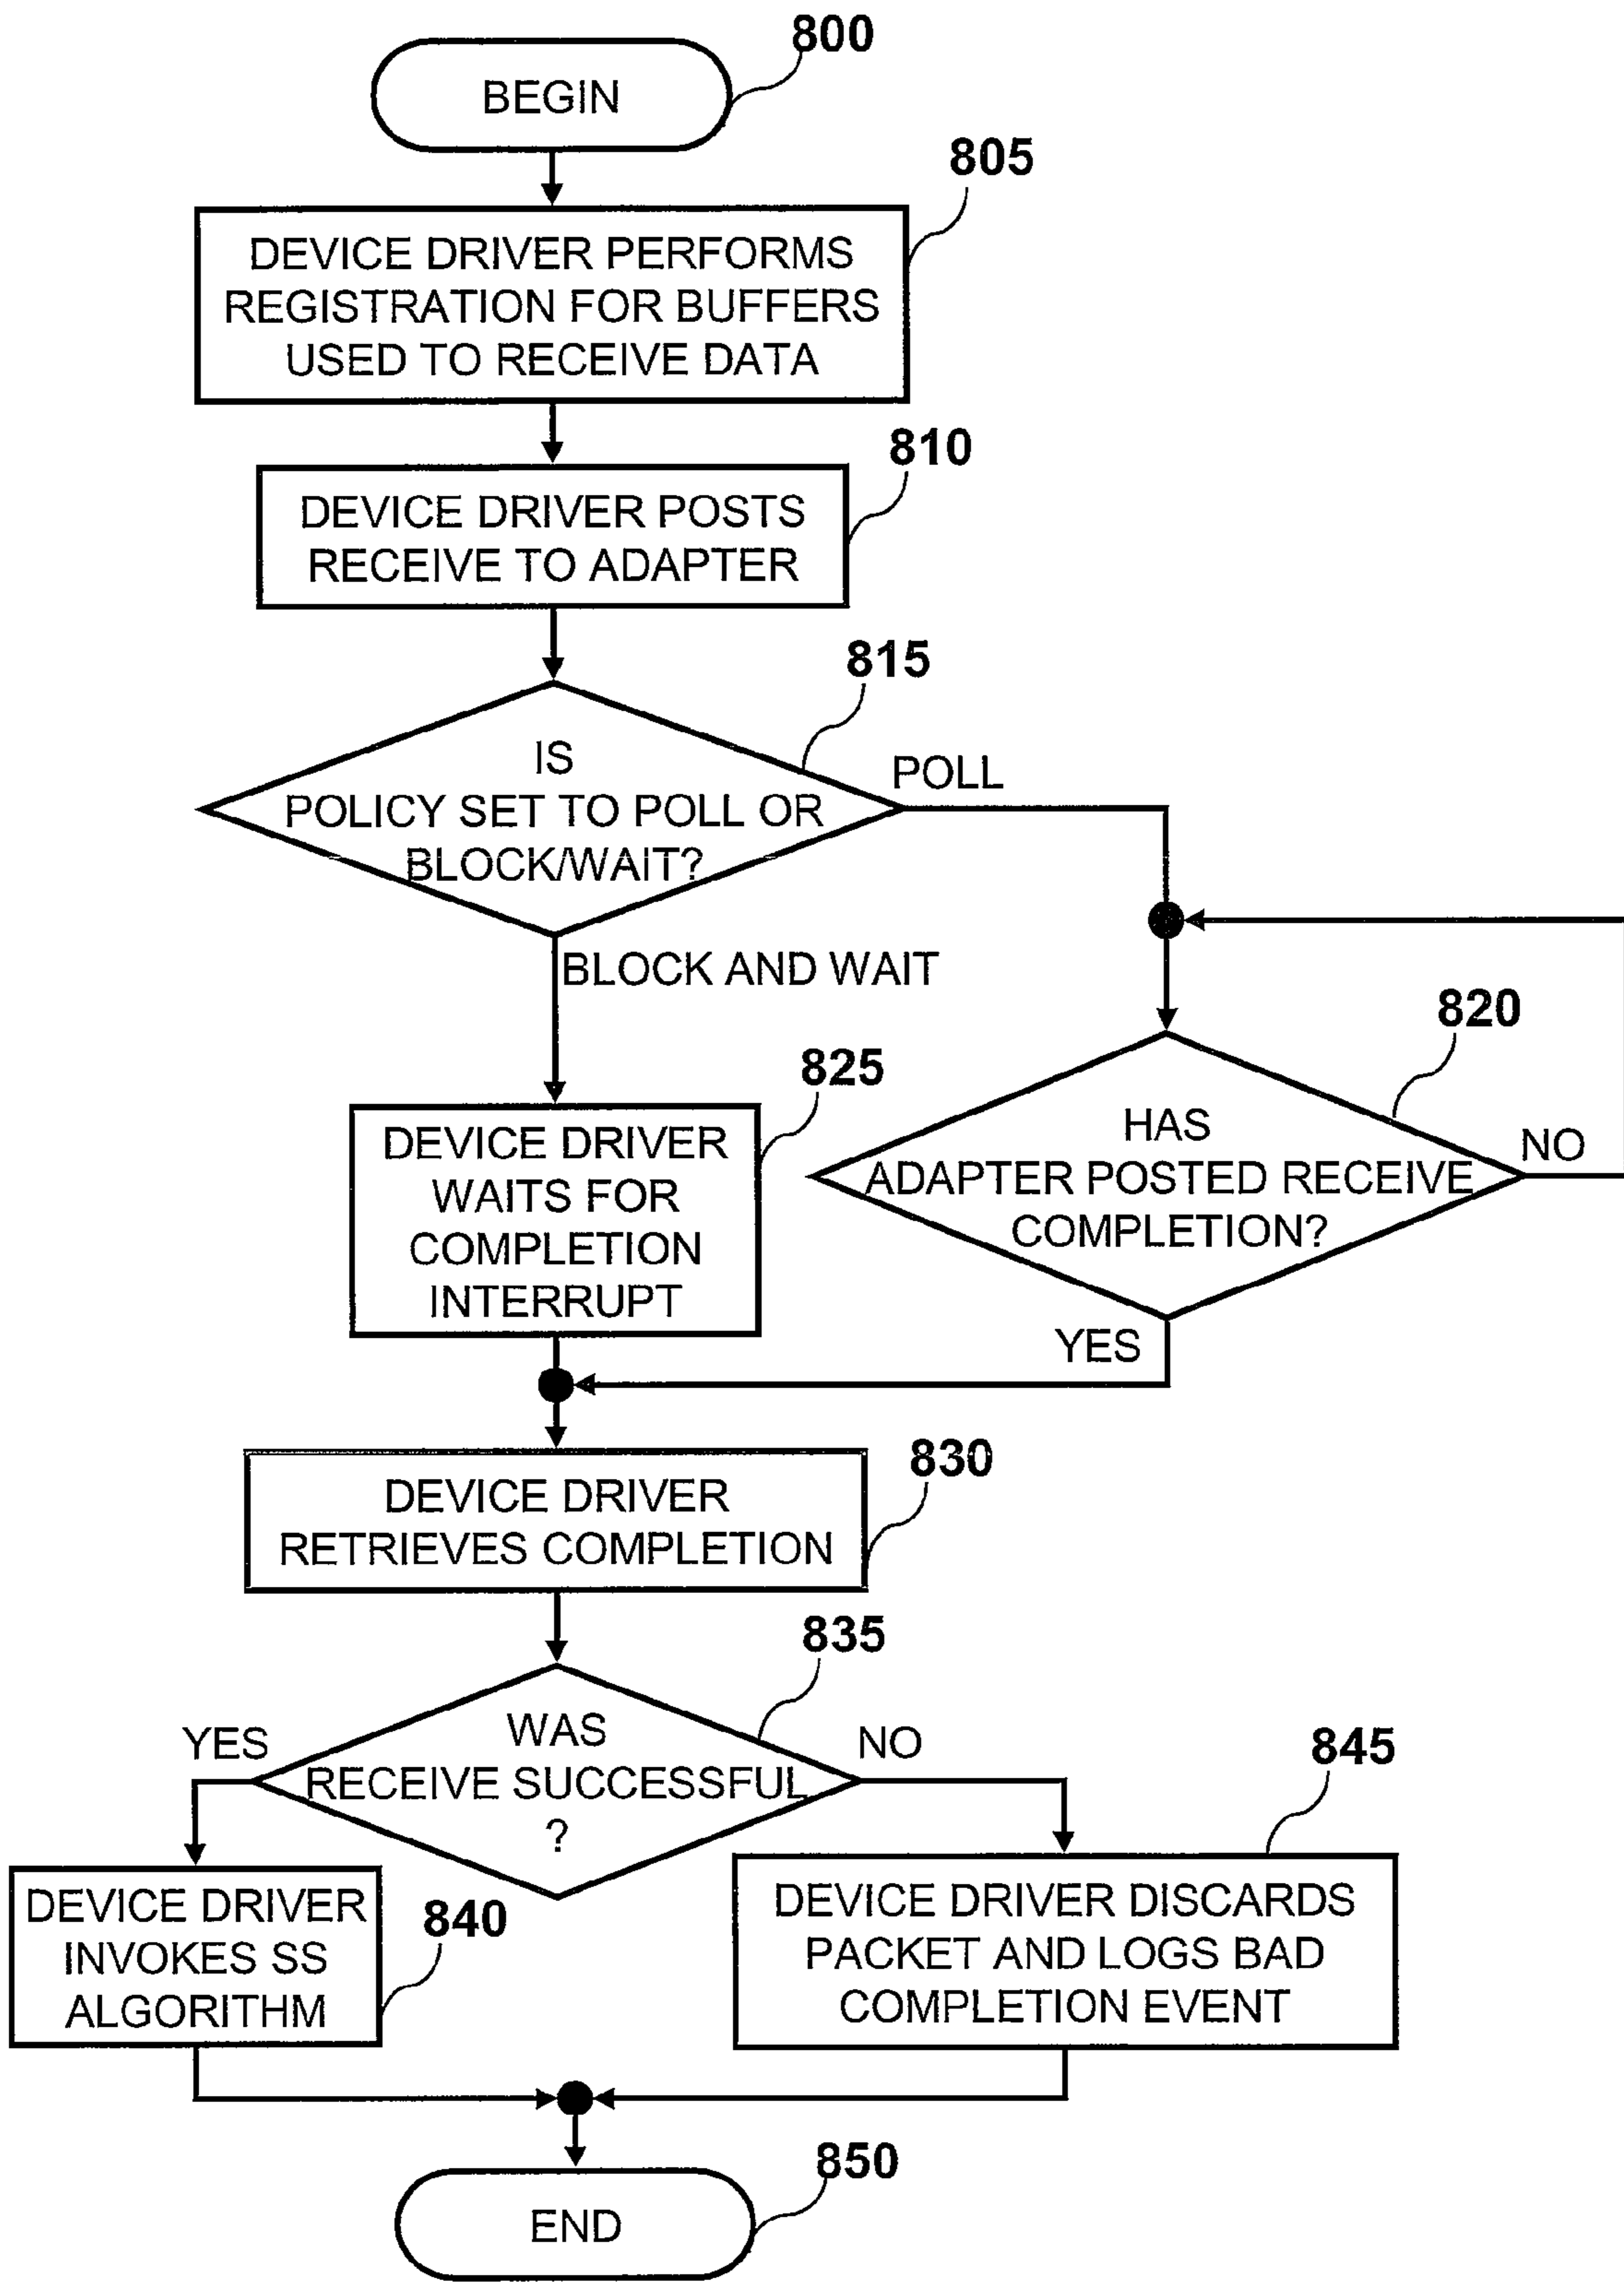 800
BEGIN
805
DEVICE DRIVER PERFORMS
REGISTRATION FOR BUFFERS
USED TO RECEIVE DATA
810
DEVICE DRIVER POSTS
RECEIVE TO ADAPTER
815
IS
POLICY SET TO POLL OR
BLOCK/WAIT?
POLL
BLOCK AND WAIT
820
HAS
ADAPTER POSTED RECEIVE
COMPLETION?
NO
YES
825
DEVICE DRIVER
WAITS FOR
COMPLETION
INTERRUPT
830
DEVICE DRIVER
RETRIEVES COMPLETION
835
WAS
RECEIVE SUCCESSFUL
?
YES
NO
840
DEVICE DRIVER
INVOKES SS
ALGORITHM
845
DEVICE DRIVER DISCARDS
PACKET AND LOGS BAD
COMPLETION EVENT
850
END